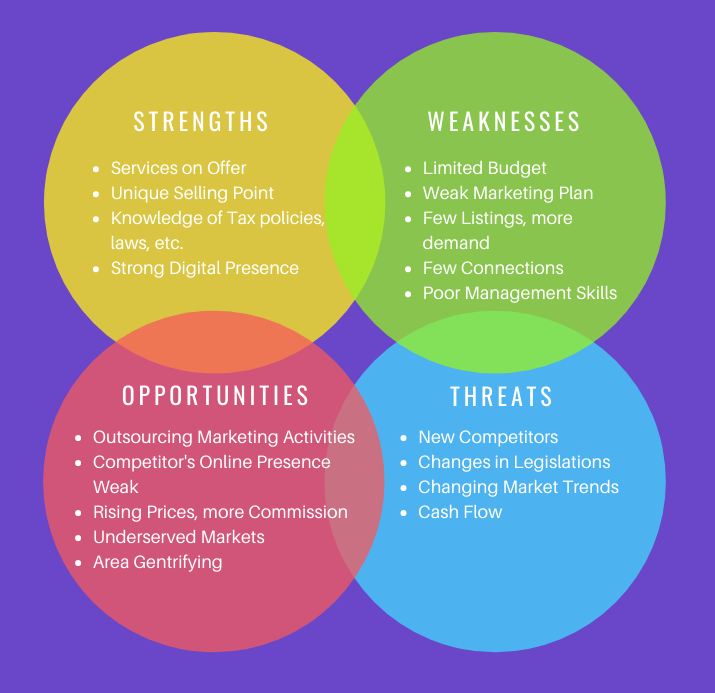 STRENGTHS
• Services on Offer
• Unique Selling Point
• Knowledge of Tax policies,
laws, etc.
• Strong Digital Presence
WEAKNESSES
• Limited Budget
• Weak Marketing Plan
• Few Listings, more
demand
• Few Connections
• Poor Management Skills
OPPORTUNITIES
• Outsourcing Marketing Activities
• Competitor's Online Presence
Weak
• Rising Prices, more Commission
• Underserved Markets
• Area Gentrifying
THREATS
• New Competitors
• Changes in Legislations
• Changing Market Trends
• Cash Flow